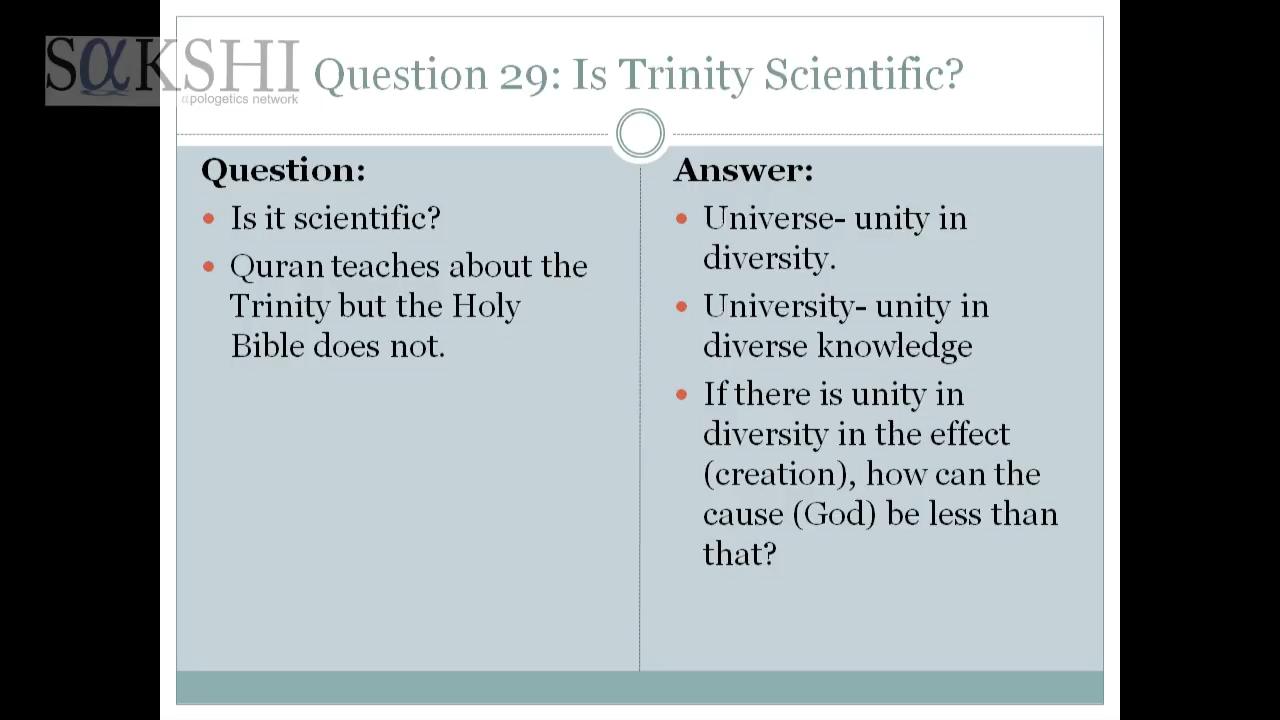 SαKSHI
αpologetics network
Question 29: Is Trinity Scientific?
Question:
• Is it scientific?
• Quran teaches about the
Trinity but the Holy
Bible does not.
Answer:
• Universe- unity in
diversity.
• University- unity in
diverse knowledge
• If there is unity in
diversity in the effect
(creation), how can the
cause (God) be less than
that?